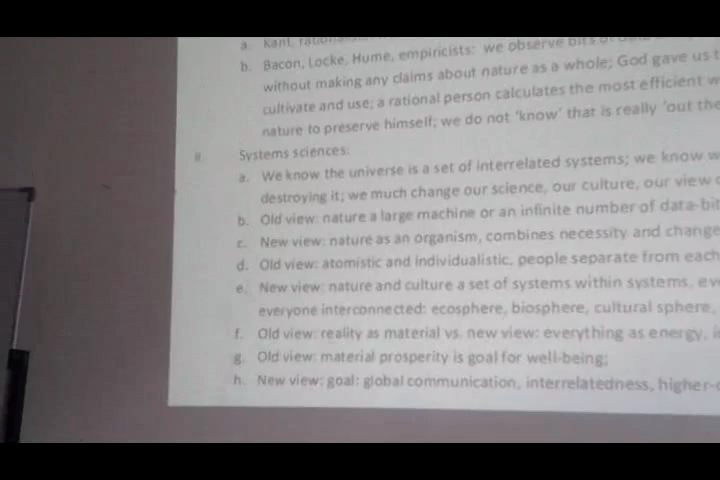 a. Kant,
b. Bacon, Locke, Hume, empiricists: we observe bits of
without making any claims about nature as a whole; God gave us
cultivate and use; a rational person calculates the most efficient
nature to preserve himself; we do not 'know' that is really 'out the
Systems sciences:
a. We know the universe is a set of interrelated systems; we know w
destroying it; we much change our science, our culture, our view
b. Old view: nature a large machine or an infinite number of data-bit
c. New view: nature as an organism, combines necessity and change
d. Old view: atomistic and individualistic, people separate from each
e. New view: nature and culture a set of systems within systems, ev
everyone interconnected: ecosphere, biosphere, cultural sphere,
f. Old view: reality as material vs. new view: everything as energy,
g. Old view: material prosperity is goal for well-being;
h. New view: goal: global communication, interrelatedness, higher-